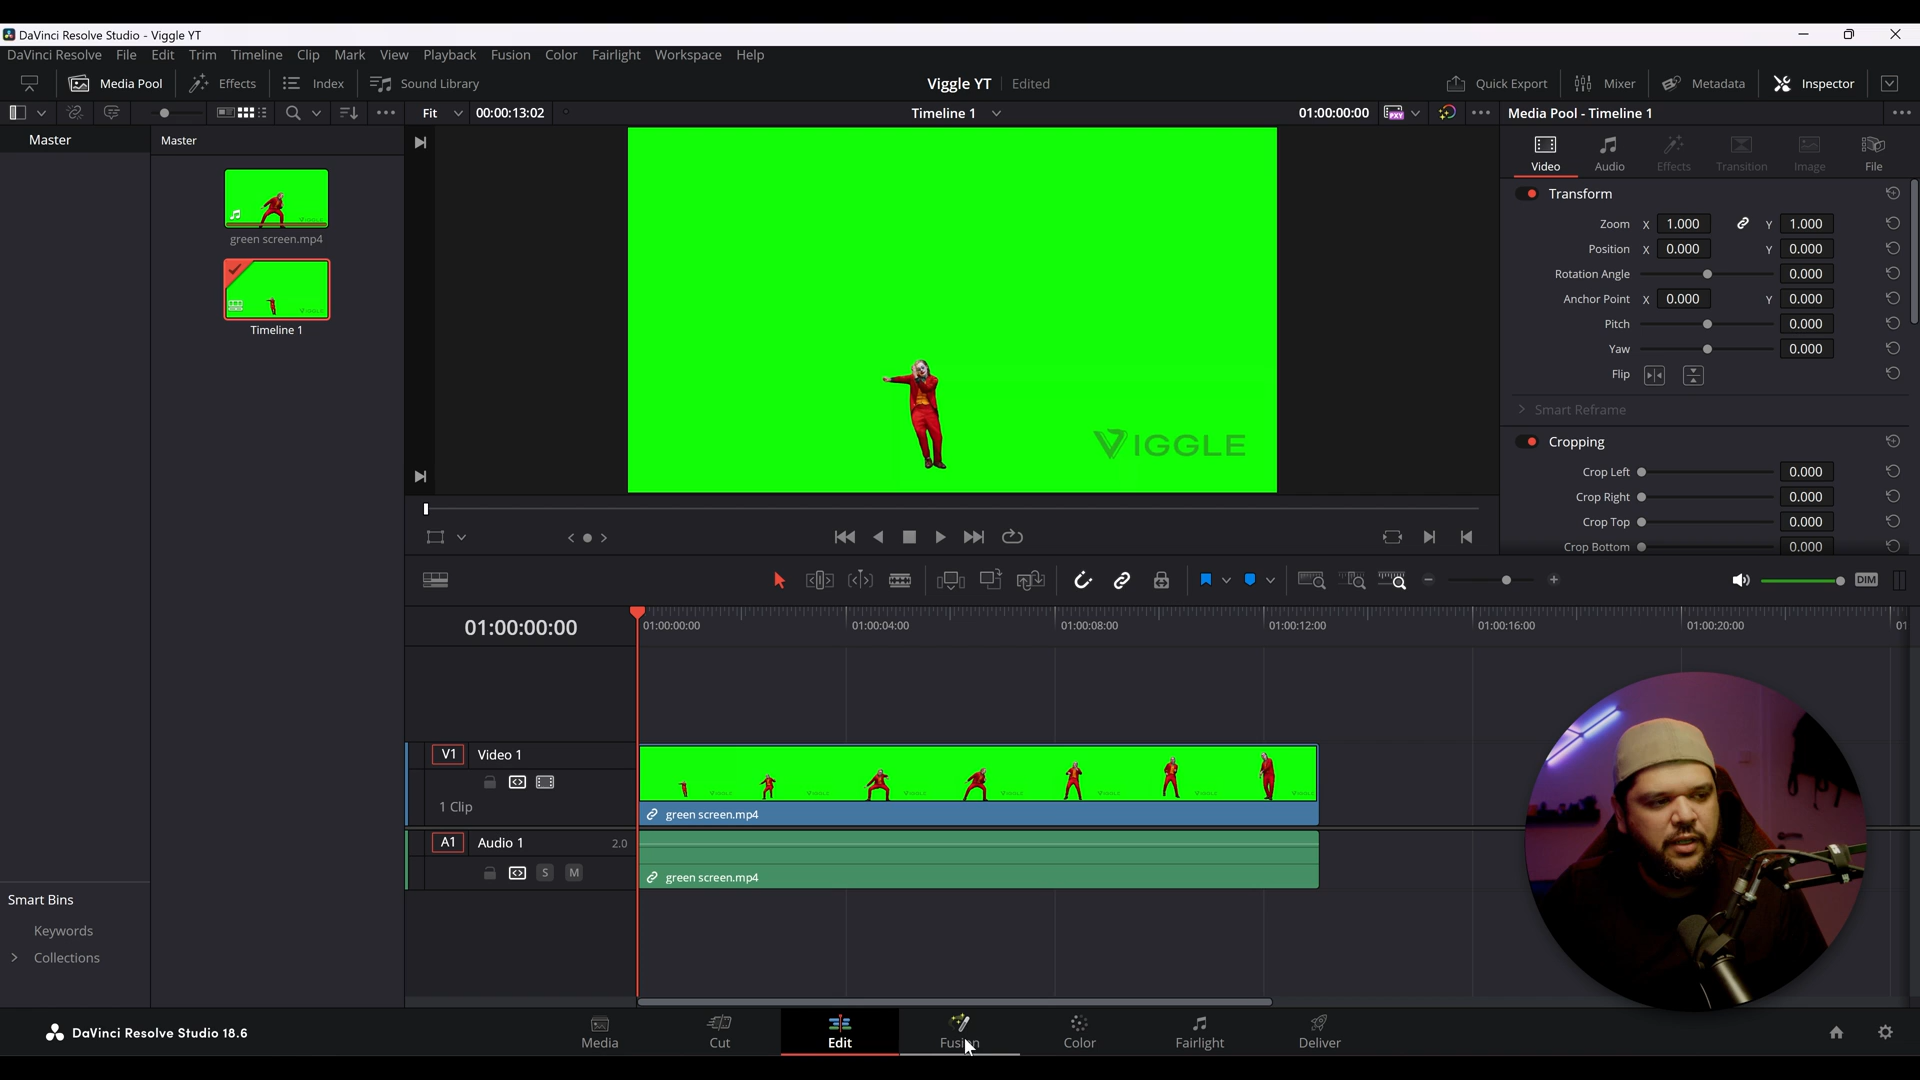 DaVinci Resolve Studio - Viggle YT
DaVinci Resolve File Edit Trim Timeline Clip Mark View Playback Fusion Color Fairlight Workspace Help
Media Pool Effects Index Sound Library Viggle YT Edited Quick Export Mixer Metadata Inspector
Fit 00:00:13:02 Timeline 1 01:00:00:00 PXY Media Pool - Timeline 1
Master Master
Video Audio Effects Transition Image File
green screen.mp4
Timeline 1
VIGGLE
Transform
Zoom X 1.000 Y 1.000
Position X 0.000 Y 0.000
Rotation Angle 0.000
Anchor Point X 0.000 Y 0.000
Pitch 0.000
Yaw 0.000
Flip
Smart Reframe
Cropping
Crop Left 0.000
Crop Right 0.000
Crop Top 0.000
Crop Bottom 0.000
DIM
01:00:00:00 01:00:00:00 01:00:04:00 01:00:08:00 01:00:12:00 01:00:16:00 01:00:20:00 01
V1 Video 1
1 Clip
green screen.mp4
A1 Audio 1 2.0
S M
green screen.mp4
Smart Bins
Keywords
Collections
DaVinci Resolve Studio 18.6
Media Cut Edit Fusion Color Fairlight Deliver